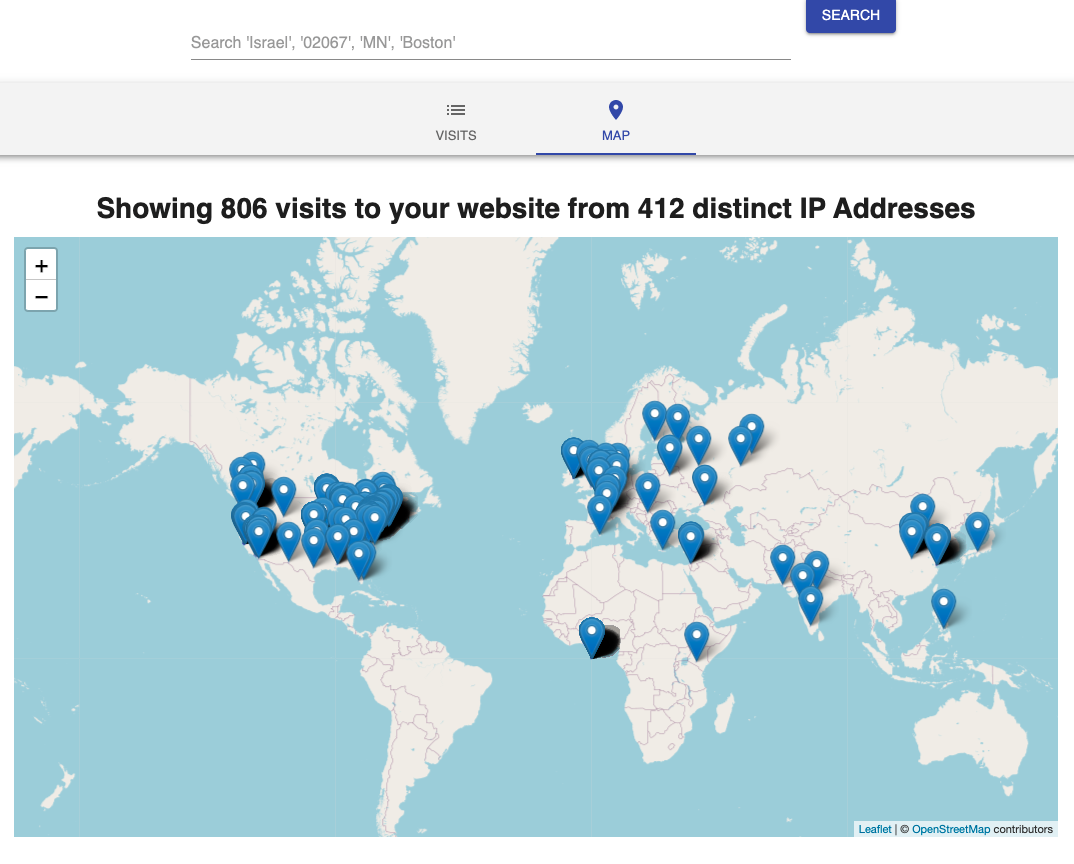 SEARCH
Search 'Israel', '02067', 'MN', 'Boston'
VISITS
MAP
Showing 806 visits to your website from 412 distinct IP Addresses
+
−
Leaflet | © OpenStreetMap contributors